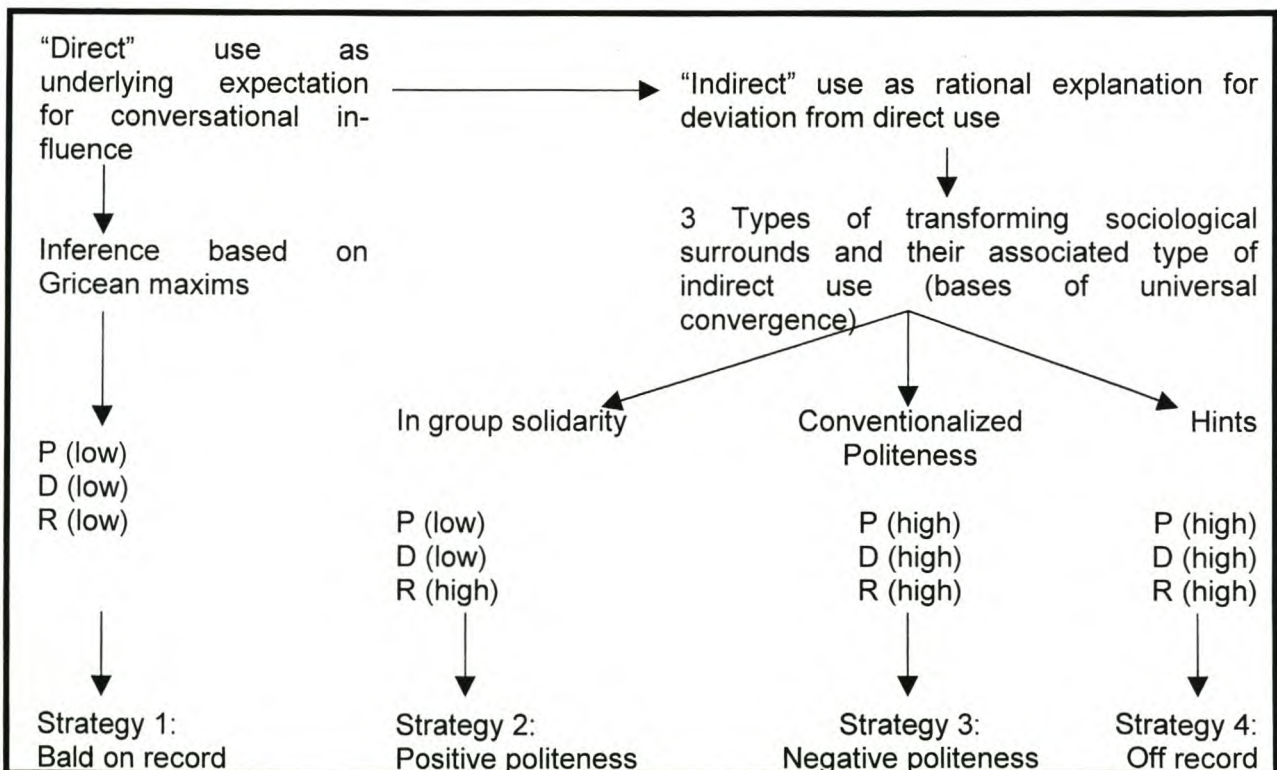 “Direct” use as
underlying expectation
for conversational in-
fluence
“Indirect” use as rational explanation for
deviation from direct use
Inference based on
Gricean maxims
3 Types of transforming sociological
surrounds and their associated type of
indirect use (bases of universal
convergence)
In group solidarity
Conventionalized
Politeness
Hints
P (low)
D (low)
R (low)
P (low)
D (low)
R (high)
P (high)
D (high)
R (high)
P (high)
D (high)
R (high)
Strategy 1:
Bald on record
Strategy 2:
Positive politeness
Strategy 3:
Negative politeness
Strategy 4:
Off record